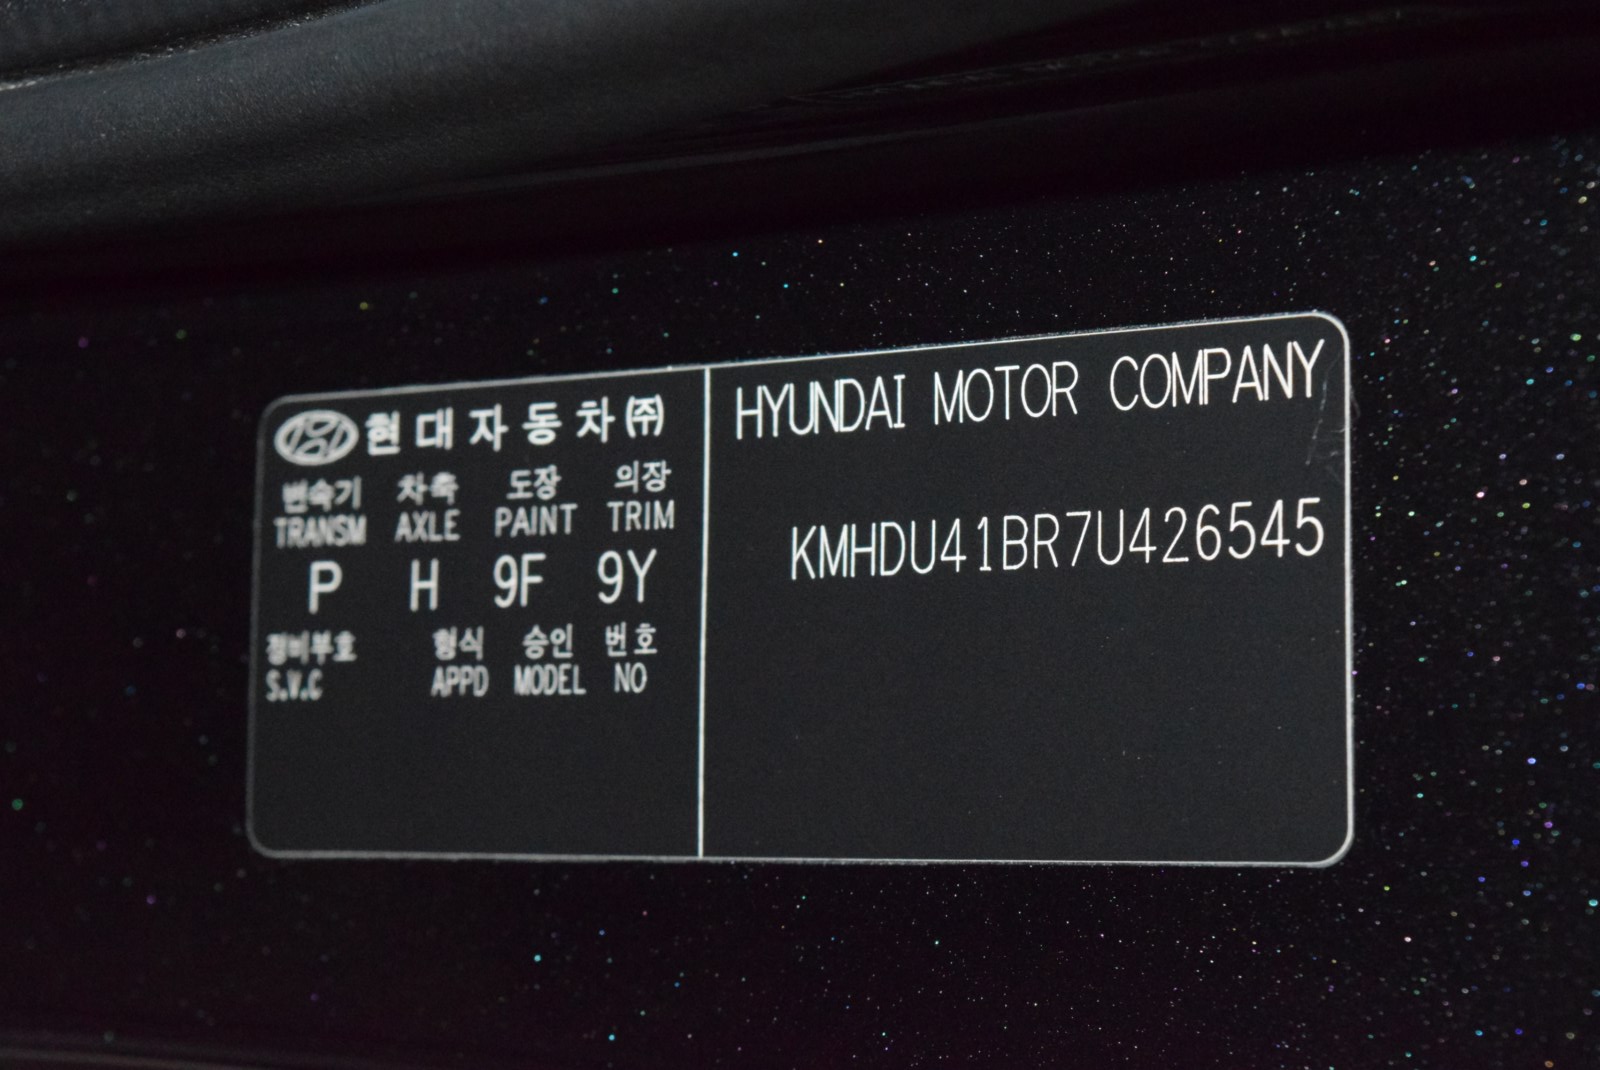 현대자동차㈜
변속기 차축 도장 의장
TRANSM AXLE PAINT TRIM
P H 9F 9Y
정비부호 형식 승인 번호
S.V.C APPD MODEL NO
HYUNDAI MOTOR COMPANY
KMHDU41BR7U426545